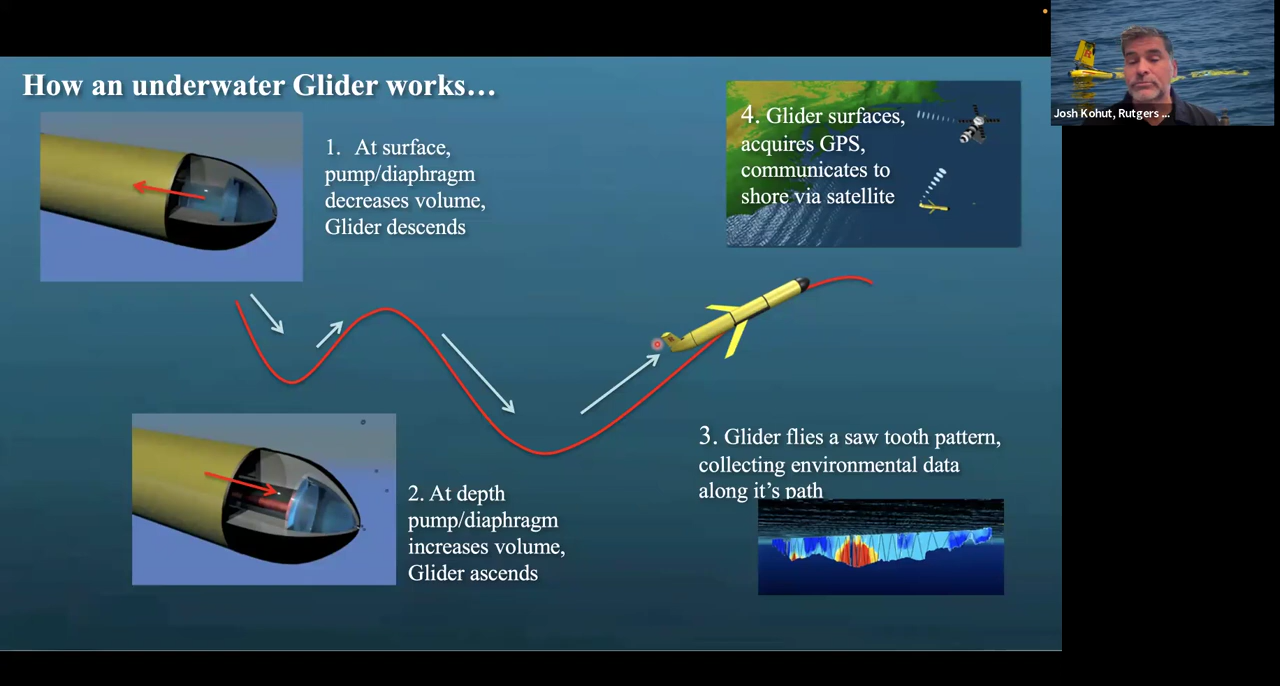 How an underwater Glider works...
1. At surface,
pump/diaphragm
decreases volume,
Glider descends
2. At depth
pump/diaphragm
increases volume,
Glider ascends
3. Glider flies a saw tooth pattern,
collecting environmental data
along it's path
4. Glider surfaces,
acquires GPS,
communicates to
shore via satellite
Josh Kohut, Rutgers ...